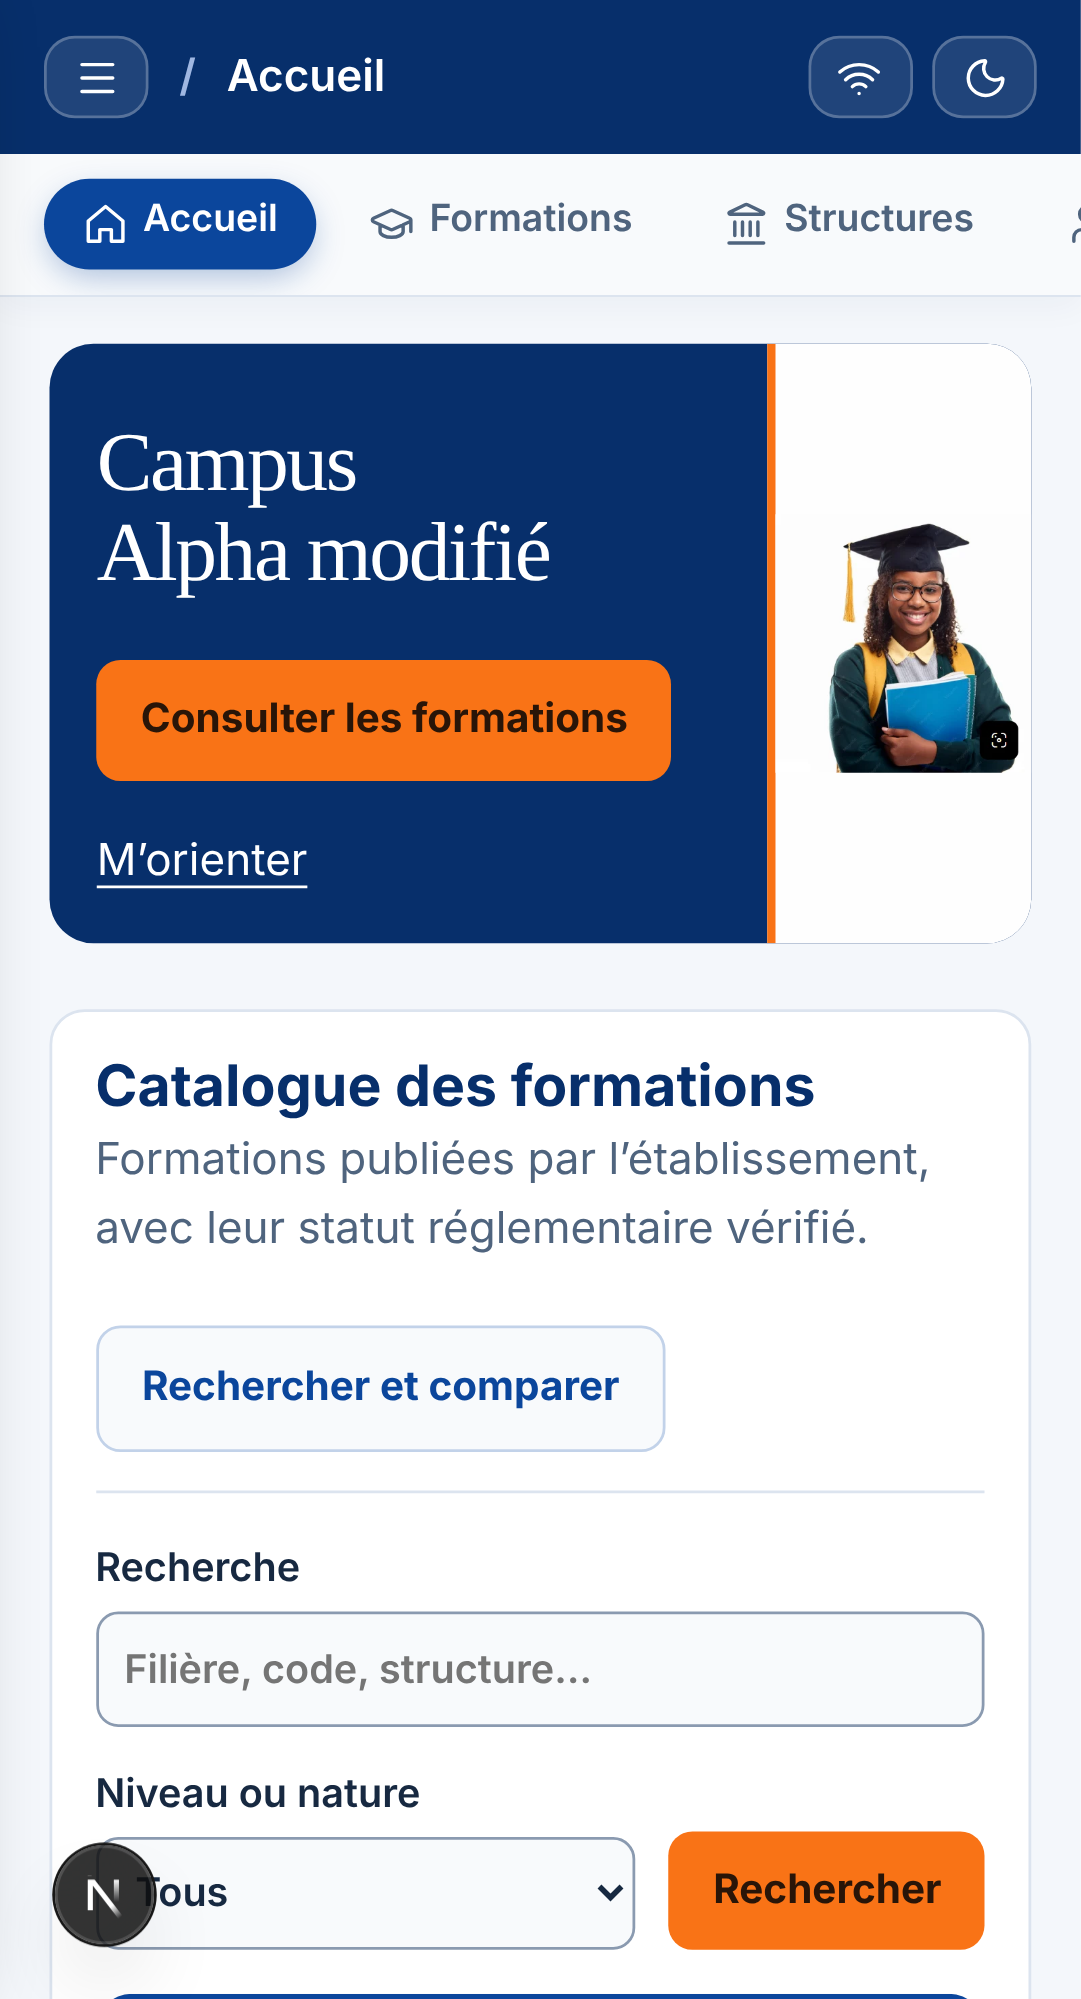 / Accueil
Accueil Formations Structures
Campus
Alpha modifié
Consulter les formations
M’orienter
Catalogue des formations
Formations publiées par l’établissement,
avec leur statut réglementaire vérifié.
Rechercher et comparer
Recherche
Filière, code, structure...
Niveau ou nature
Tous
Rechercher
N